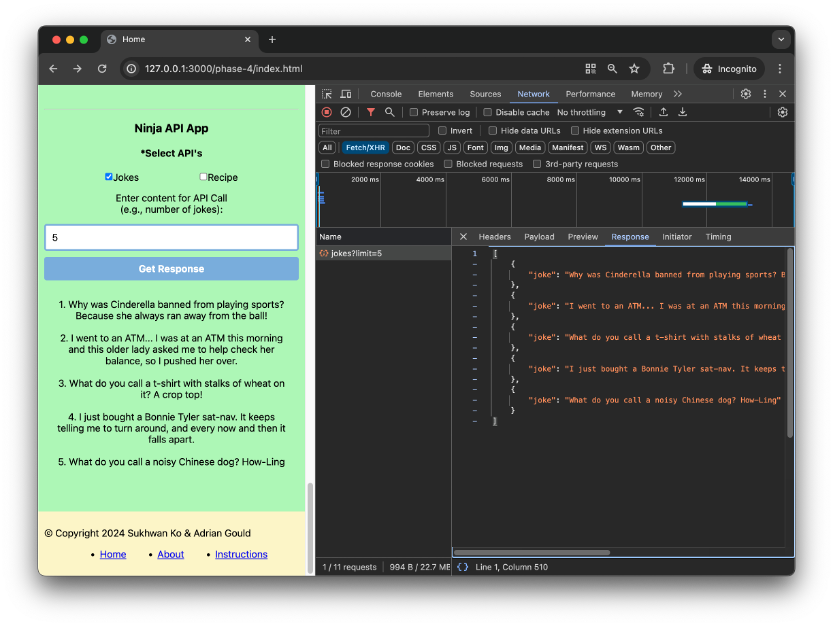 Home
127.0.0.1:3000/phase-4/index.html
Incognito
Ninja API App
*Select API's
Jokes
Recipe
Enter content for API Call
(e.g., number of jokes):
5
Get Response
1. Why was Cinderella banned from playing sports?
Because she always ran away from the ball!
2. I went to an ATM... I was at an ATM this morning
and this older lady asked me to help check her
balance, so I pushed her over.
3. What do you call a t-shirt with stalks of wheat on
it? A crop top!
4. I just bought a Bonnie Tyler sat-nav. It keeps
telling me to turn around, and every now and then it
falls apart.
5. What do you call a noisy Chinese dog? How-Ling
© Copyright 2024 Sukhwan Ko & Adrian Gould
• Home • About • Instructions
Console Elements Sources Network Performance Memory
Preserve log Disable cache No throttling
Filter Invert Hide data URLs Hide extension URLs
All Fetch/XHR Doc CSS JS Font Img Media Manifest WS Wasm Other
Blocked response cookies Blocked requests 3rd-party requests
2000 ms 4000 ms 6000 ms 8000 ms 10000 ms 12000 ms 14000 ms
Name
jokes?limit=5
Headers Payload Preview Response Initiator Timing
1 [
{
"joke": "Why was Cinderella banned from playing sports? B
},
{
"joke": "I went to an ATM... I was at an ATM this morning
},
{
"joke": "What do you call a t-shirt with stalks of wheat
},
{
"joke": "I just bought a Bonnie Tyler sat-nav. It keeps t
},
{
"joke": "What do you call a noisy Chinese dog? How-Ling"
}
]
1 / 11 requests 994 B / 22.7 MB
{} Line 1, Column 510